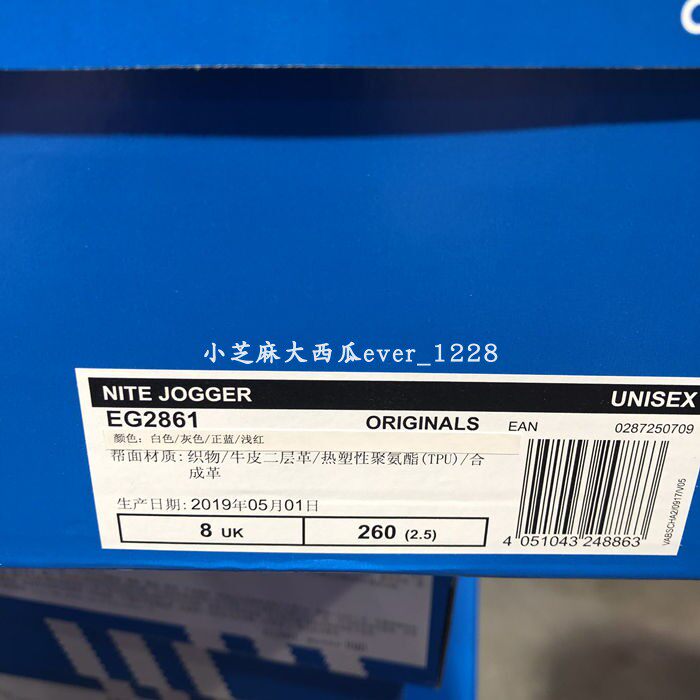 小芝麻大西瓜ever_1228
NITE JOGGER UNISEX
EG2861 ORIGINALS EAN 0287250709
颜色：白色/灰色/正蓝/浅红
帮面材质：织物/牛皮二层革/热塑性聚氨酯(TPU)/合
成革
生产日期：2019年05月01日
8 UK 260 (2.5)
4 051043 248863
VABSCHA2/0917/V05